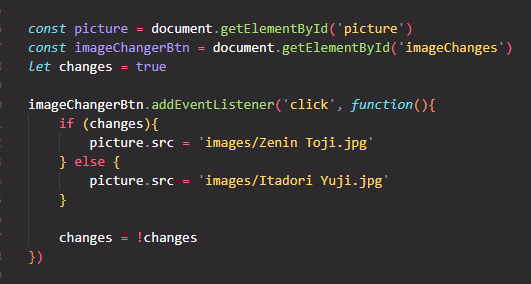 const picture = document.getElementById('picture')
const imageChangerBtn = document.getElementById('imageChanges')
let changes = true
imageChangerBtn.addEventListener('click', function(){
    if (changes){
        picture.src = 'images/Zenin Toji.jpg'
    } else {
        picture.src = 'images/Itadori Yuji.jpg'
    }
    changes = !changes
})